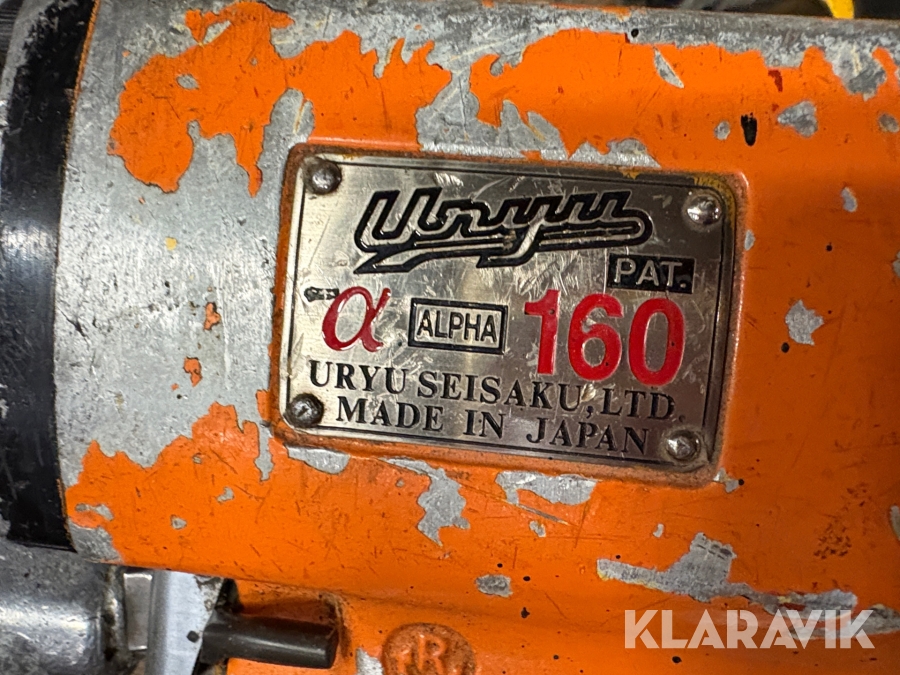 Uryu
PAT.
α ALPHA 160
URYU SEISAKU, LTD.
MADE IN JAPAN
R
KLARAVIK